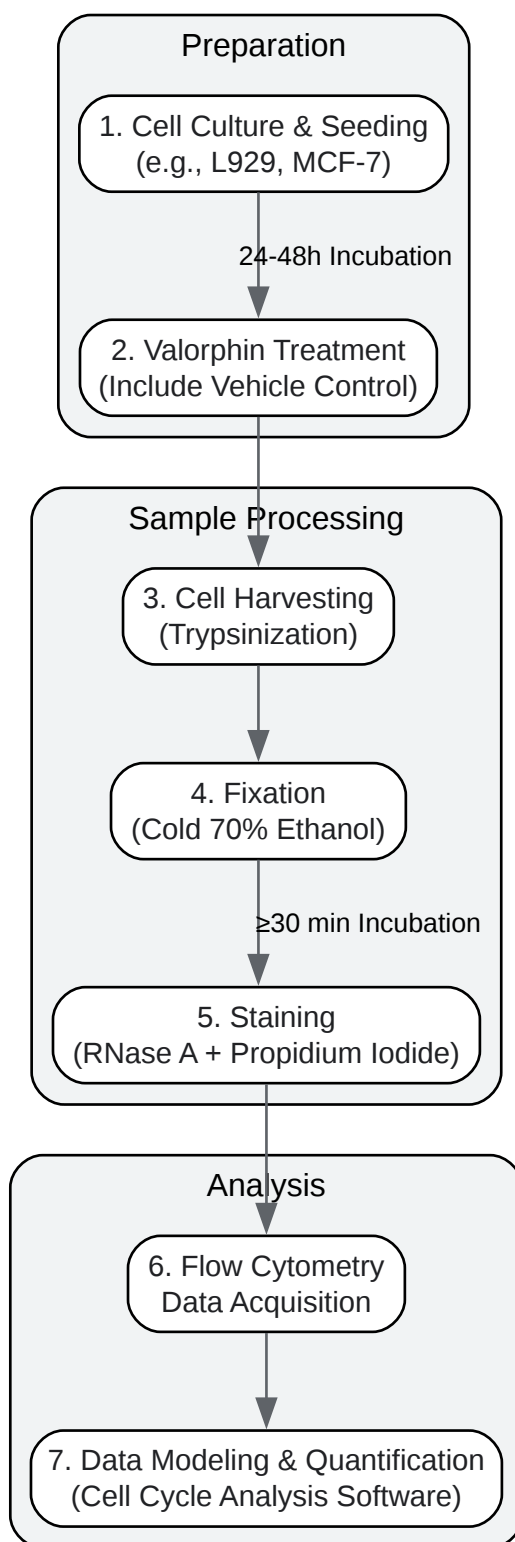 Preparation
1. Cell Culture & Seeding
(e.g., L929, MCF-7)
24-48h Incubation
2. Valorphin Treatment
(Include Vehicle Control)
Sample Processing
3. Cell Harvesting
(Trypsinization)
4. Fixation
(Cold 70% Ethanol)
≥30 min Incubation
5. Staining
(RNase A + Propidium Iodide)
Analysis
6. Flow Cytometry
Data Acquisition
7. Data Modeling & Quantification
(Cell Cycle Analysis Software)